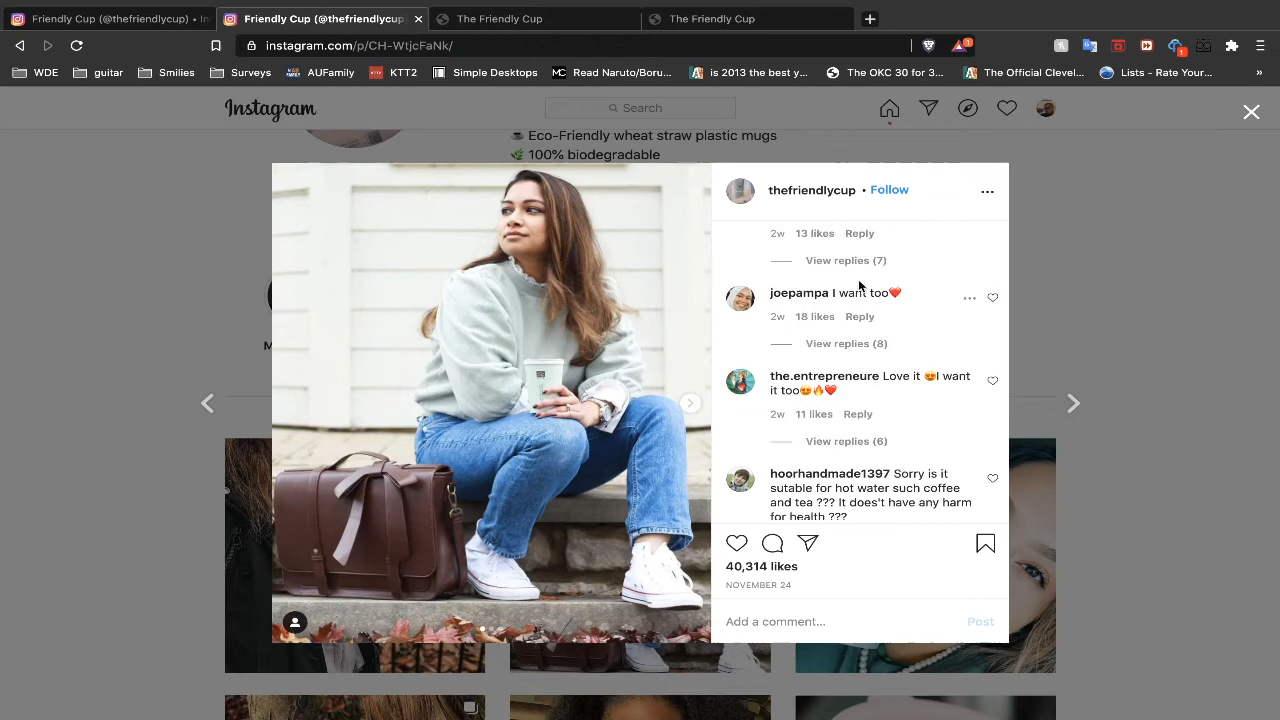 Friendly Cup (@thefriendlycup) • In
Friendly Cup (@thefriendlycup)
The Friendly Cup
The Friendly Cup
instagram.com/p/CH-WtjcFaNk/
1
1
WDE
guitar
Smilies
Surveys
AUFamily
KTT2
Simple Desktops
Read Naruto/Boru...
is 2013 the best y...
The OKC 30 for 3...
The Official Clevel...
Lists - Rate Your...
»
Instagram
Search
☕ Eco-Friendly wheat straw plastic mugs
🌿 100% biodegradable
thefriendlycup • Follow
2w 13 likes Reply
View replies (7)
joepampa I want too❤️
2w 18 likes Reply
View replies (8)
the.entrepreneure Love it 😍I want
it too😍🔥❤️
2w 11 likes Reply
View replies (6)
hoorhandmade1397 Sorry is it
sutable for hot water such coffee
and tea ??? It does't have any harm
for health ???
40,314 likes
NOVEMBER 24
Add a comment...
Post